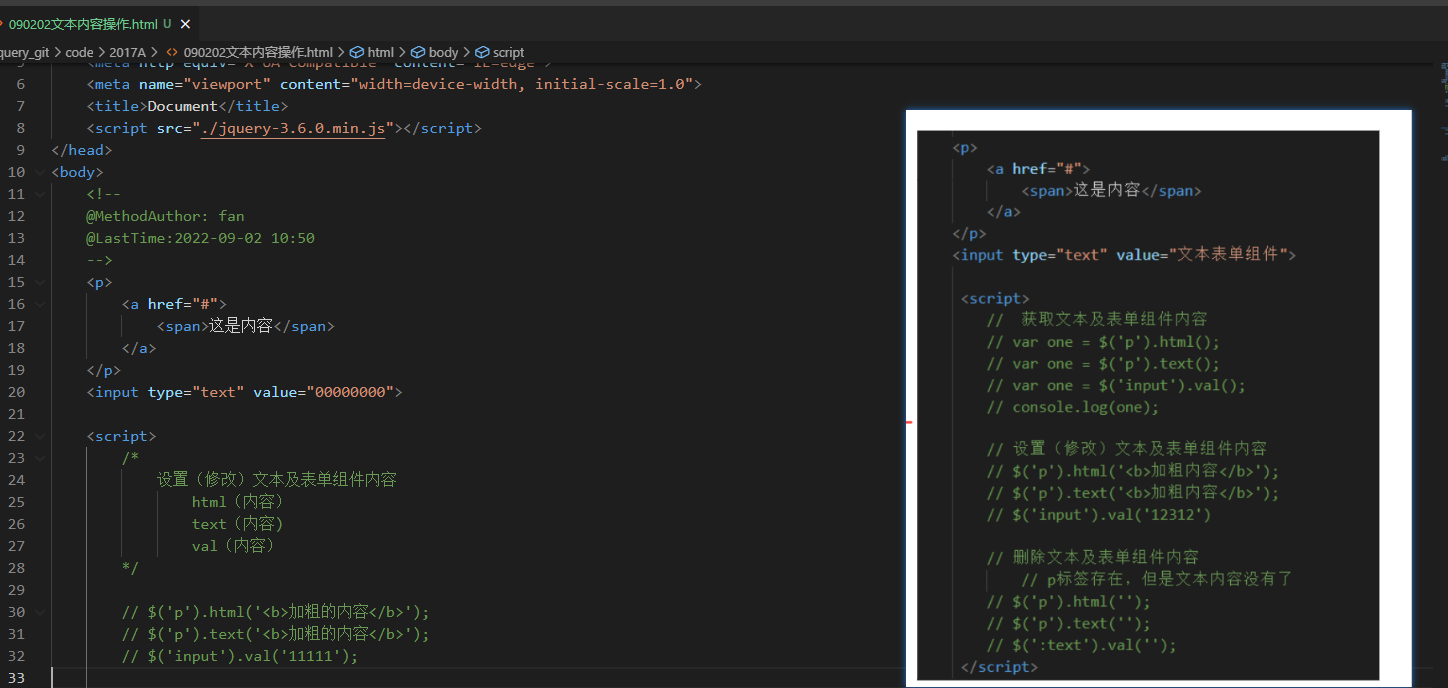 090202文本内容操作.html U ×
query_git > code > 2017A > <> 090202文本内容操作.html > html > body > script
6 <meta name="viewport" content="width=device-width, initial-scale=1.0">
7 <title>Document</title>
8 <script src="./jquery-3.6.0.min.js"></script>
9 </head>
10 <body>
11 <!--
12 @MethodAuthor: fan
13 @LastTime:2022-09-02 10:50
14 -->
15 <p>
16 <a href="#">
17 <span>这是内容</span>
18 </a>
19 </p>
20 <input type="text" value="00000000">
21
22 <script>
23 /*
24 设置（修改）文本及表单组件内容
25 html（内容）
26 text（内容)
27 val（内容）
28 */
29
30 // $('p').html('<b>加粗的内容</b>');
31 // $('p').text('<b>加粗的内容</b>');
32 // $('input').val('11111');
33
<p>
<a href="#">
<span>这是内容</span>
</a>
</p>
<input type="text" value="文本表单组件">
<script>
// 获取文本及表单组件内容
// var one = $('p').html();
// var one = $('p').text();
// var one = $('input').val();
// console.log(one);
// 设置（修改）文本及表单组件内容
// $('p').html('<b>加粗内容</b>');
// $('p').text('<b>加粗内容</b>');
// $('input').val('12312')
// 删除文本及表单组件内容
// p标签存在，但是文本内容没有了
// $('p').html('');
// $('p').text('');
// $(':text').val('');
</script>